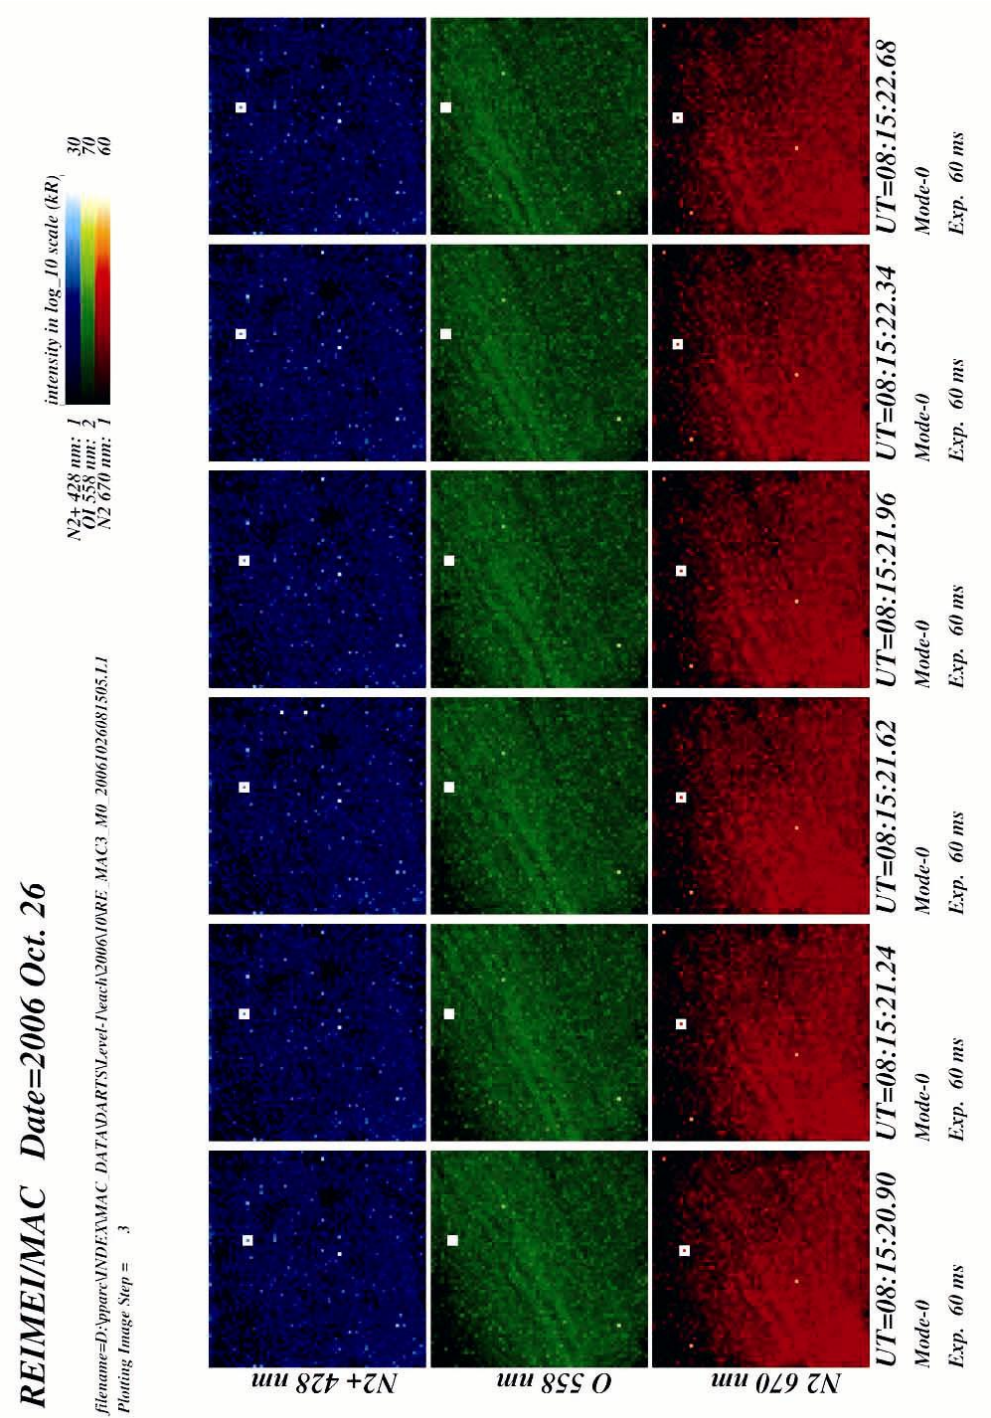 REIMEI/MAC Date=2006 Oct. 26
filename=D:\pparc\INDEX\MAC_DATA\DARTS\Level-1\each\2006\10\RE_MAC3_M0_20061026081505.L1
Plotting Image Step = 3
intensity in log_10 scale (kR)
N2+ 428 nm: 1 30
OI 558 nm: 2 70
N2 670 nm: 1 60
N2+ 428 nm
O 558 nm
N2 670 nm
UT=08:15:20.90
Mode-0
Exp. 60 ms
UT=08:15:21.24
Mode-0
Exp. 60 ms
UT=08:15:21.62
Mode-0
Exp. 60 ms
UT=08:15:21.96
Mode-0
Exp. 60 ms
UT=08:15:22.34
Mode-0
Exp. 60 ms
UT=08:15:22.68
Mode-0
Exp. 60 ms